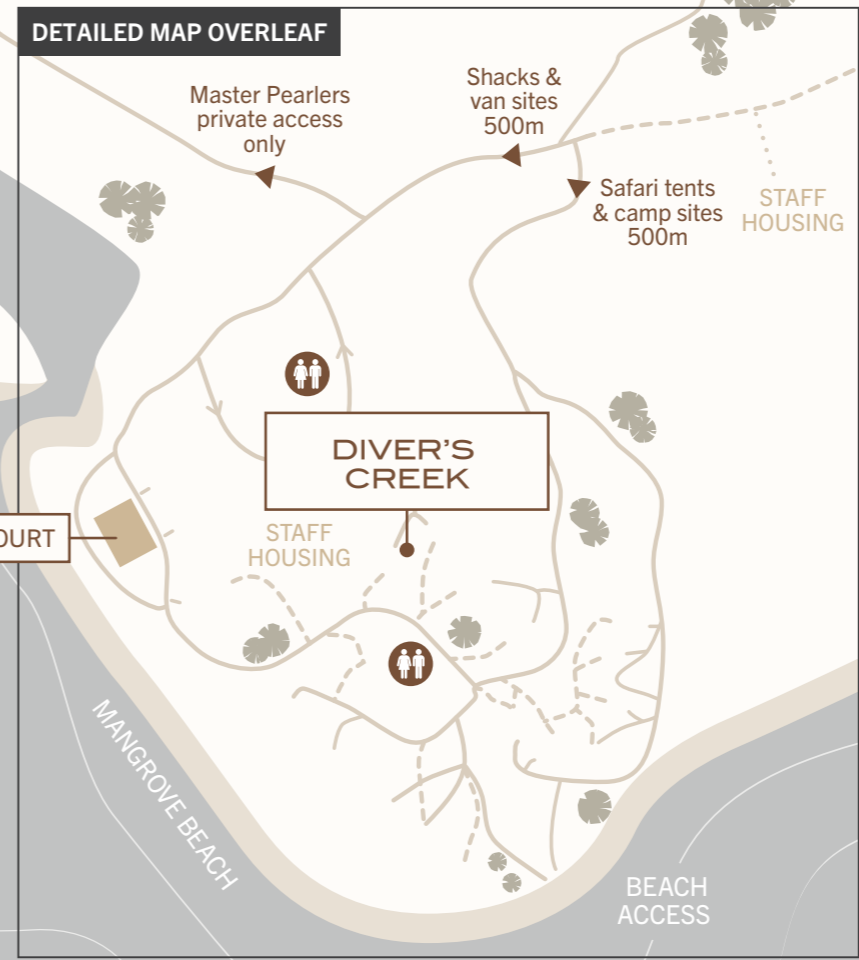 DETAILED MAP OVERLEAF
Master Pearlers
private access
only
Shacks &
van sites
500m
Safari tents
& camp sites
500m
STAFF
HOUSING
DIVER'S
CREEK
STAFF
HOUSING
OURT
MANGROVE BEACH
BEACH
ACCESS